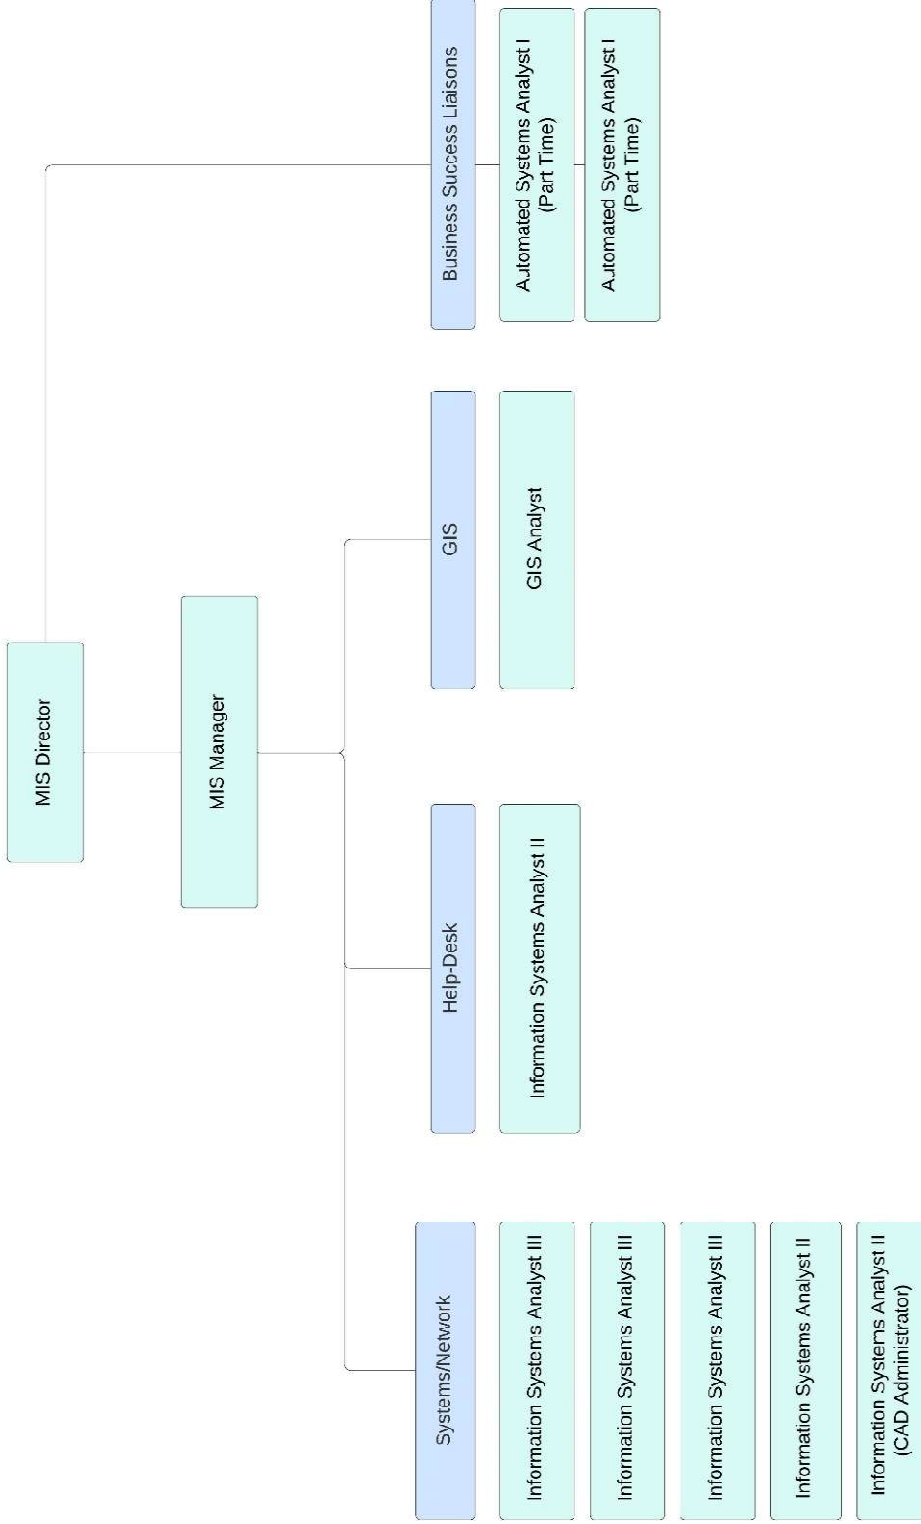 MIS Director
MIS Manager
Systems/Network
Information Systems Analyst III
Information Systems Analyst III
Information Systems Analyst III
Information Systems Analyst II
Information Systems Analyst II
(CAD Administrator)
Help-Desk
Information Systems Analyst II
GIS
GIS Analyst
Business Success Liaisons
Automated Systems Analyst I
(Part Time)
Automated Systems Analyst I
(Part Time)